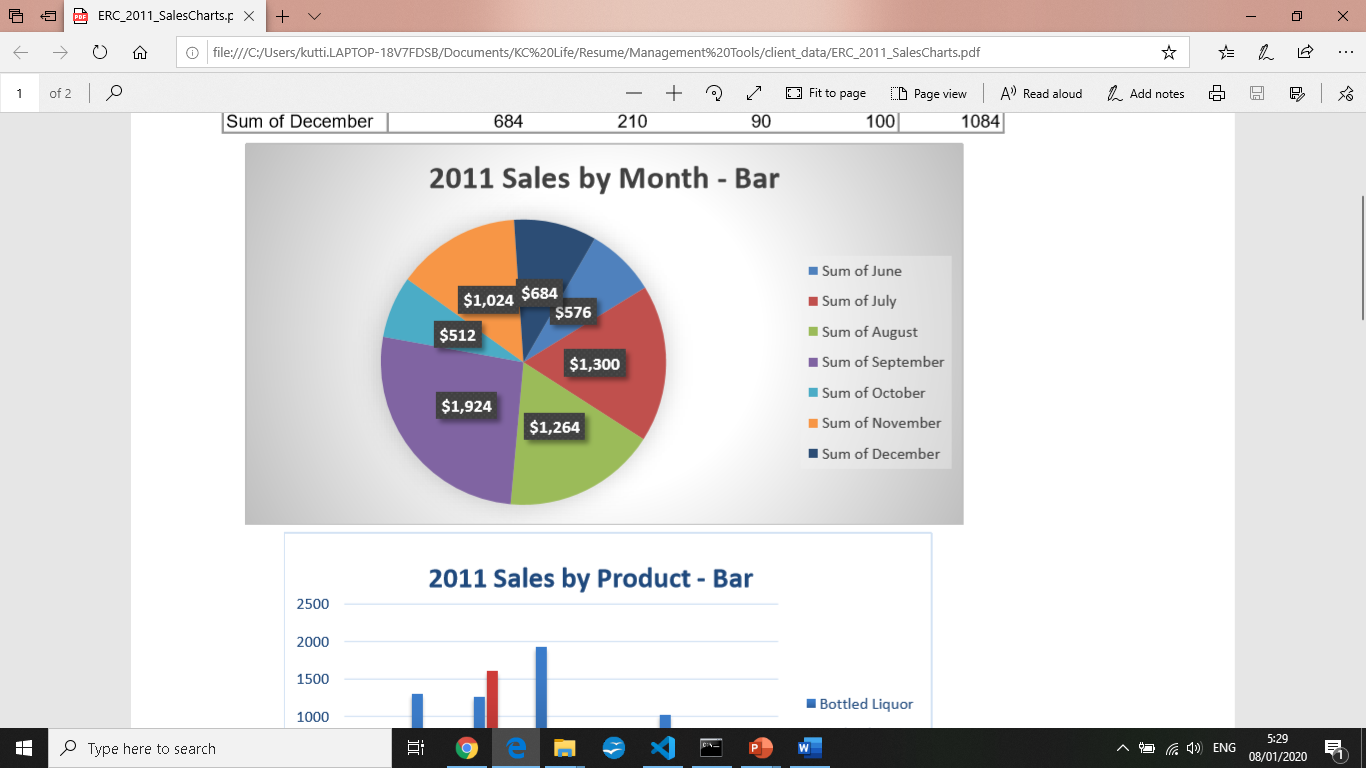 ERC_2011_SalesCharts.p
file:///C:/Users/kutti.LAPTOP-18V7FDSB/Documents/KC%20Life/Resume/Management%20Tools/client_data/ERC_2011_SalesCharts.pdf
1 of 2 Fit to page Page view Read aloud Add notes
Sum of December 684 210 90 100 1084
2011 Sales by Month - Bar
Sum of June
Sum of July
Sum of August
Sum of September
Sum of October
Sum of November
Sum of December
$684
$1,024
$576
$512
$1,300
$1,924
$1,264
2011 Sales by Product - Bar
2500
2000
1500
1000
Bottled Liquor
Type here to search
ENG
5:29
08/01/2020
1